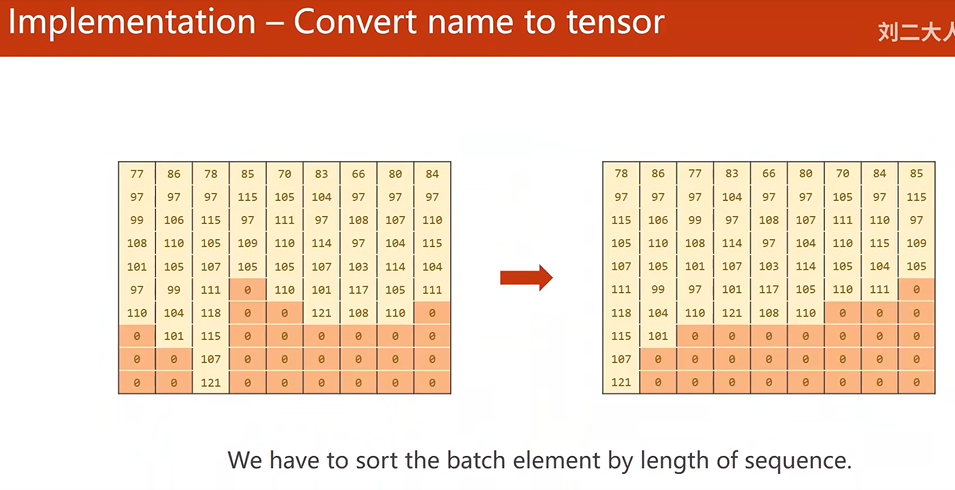 Implementation – Convert name to tensor
刘二大人
77 86 78 85 70 83 66 80 84
97 97 97 115 105 104 97 97 97
99 106 115 97 111 97 108 107 110
108 110 105 109 110 114 97 104 115
101 105 107 105 105 107 103 114 104
97 99 111 0 110 101 117 105 111
110 104 118 0 0 121 108 110 0
0 101 115 0 0 0 0 0 0
0 0 107 0 0 0 0 0 0
0 0 121 0 0 0 0 0 0
78 86 77 83 66 80 70 84 85
97 97 97 104 97 97 105 97 115
115 106 99 97 108 107 111 110 97
105 110 108 114 97 104 110 115 109
107 105 101 107 103 114 105 104 105
111 99 97 101 117 105 110 111 0
118 104 110 121 108 110 0 0 0
115 101 0 0 0 0 0 0 0
107 0 0 0 0 0 0 0 0
121 0 0 0 0 0 0 0 0
We have to sort the batch element by length of sequence.